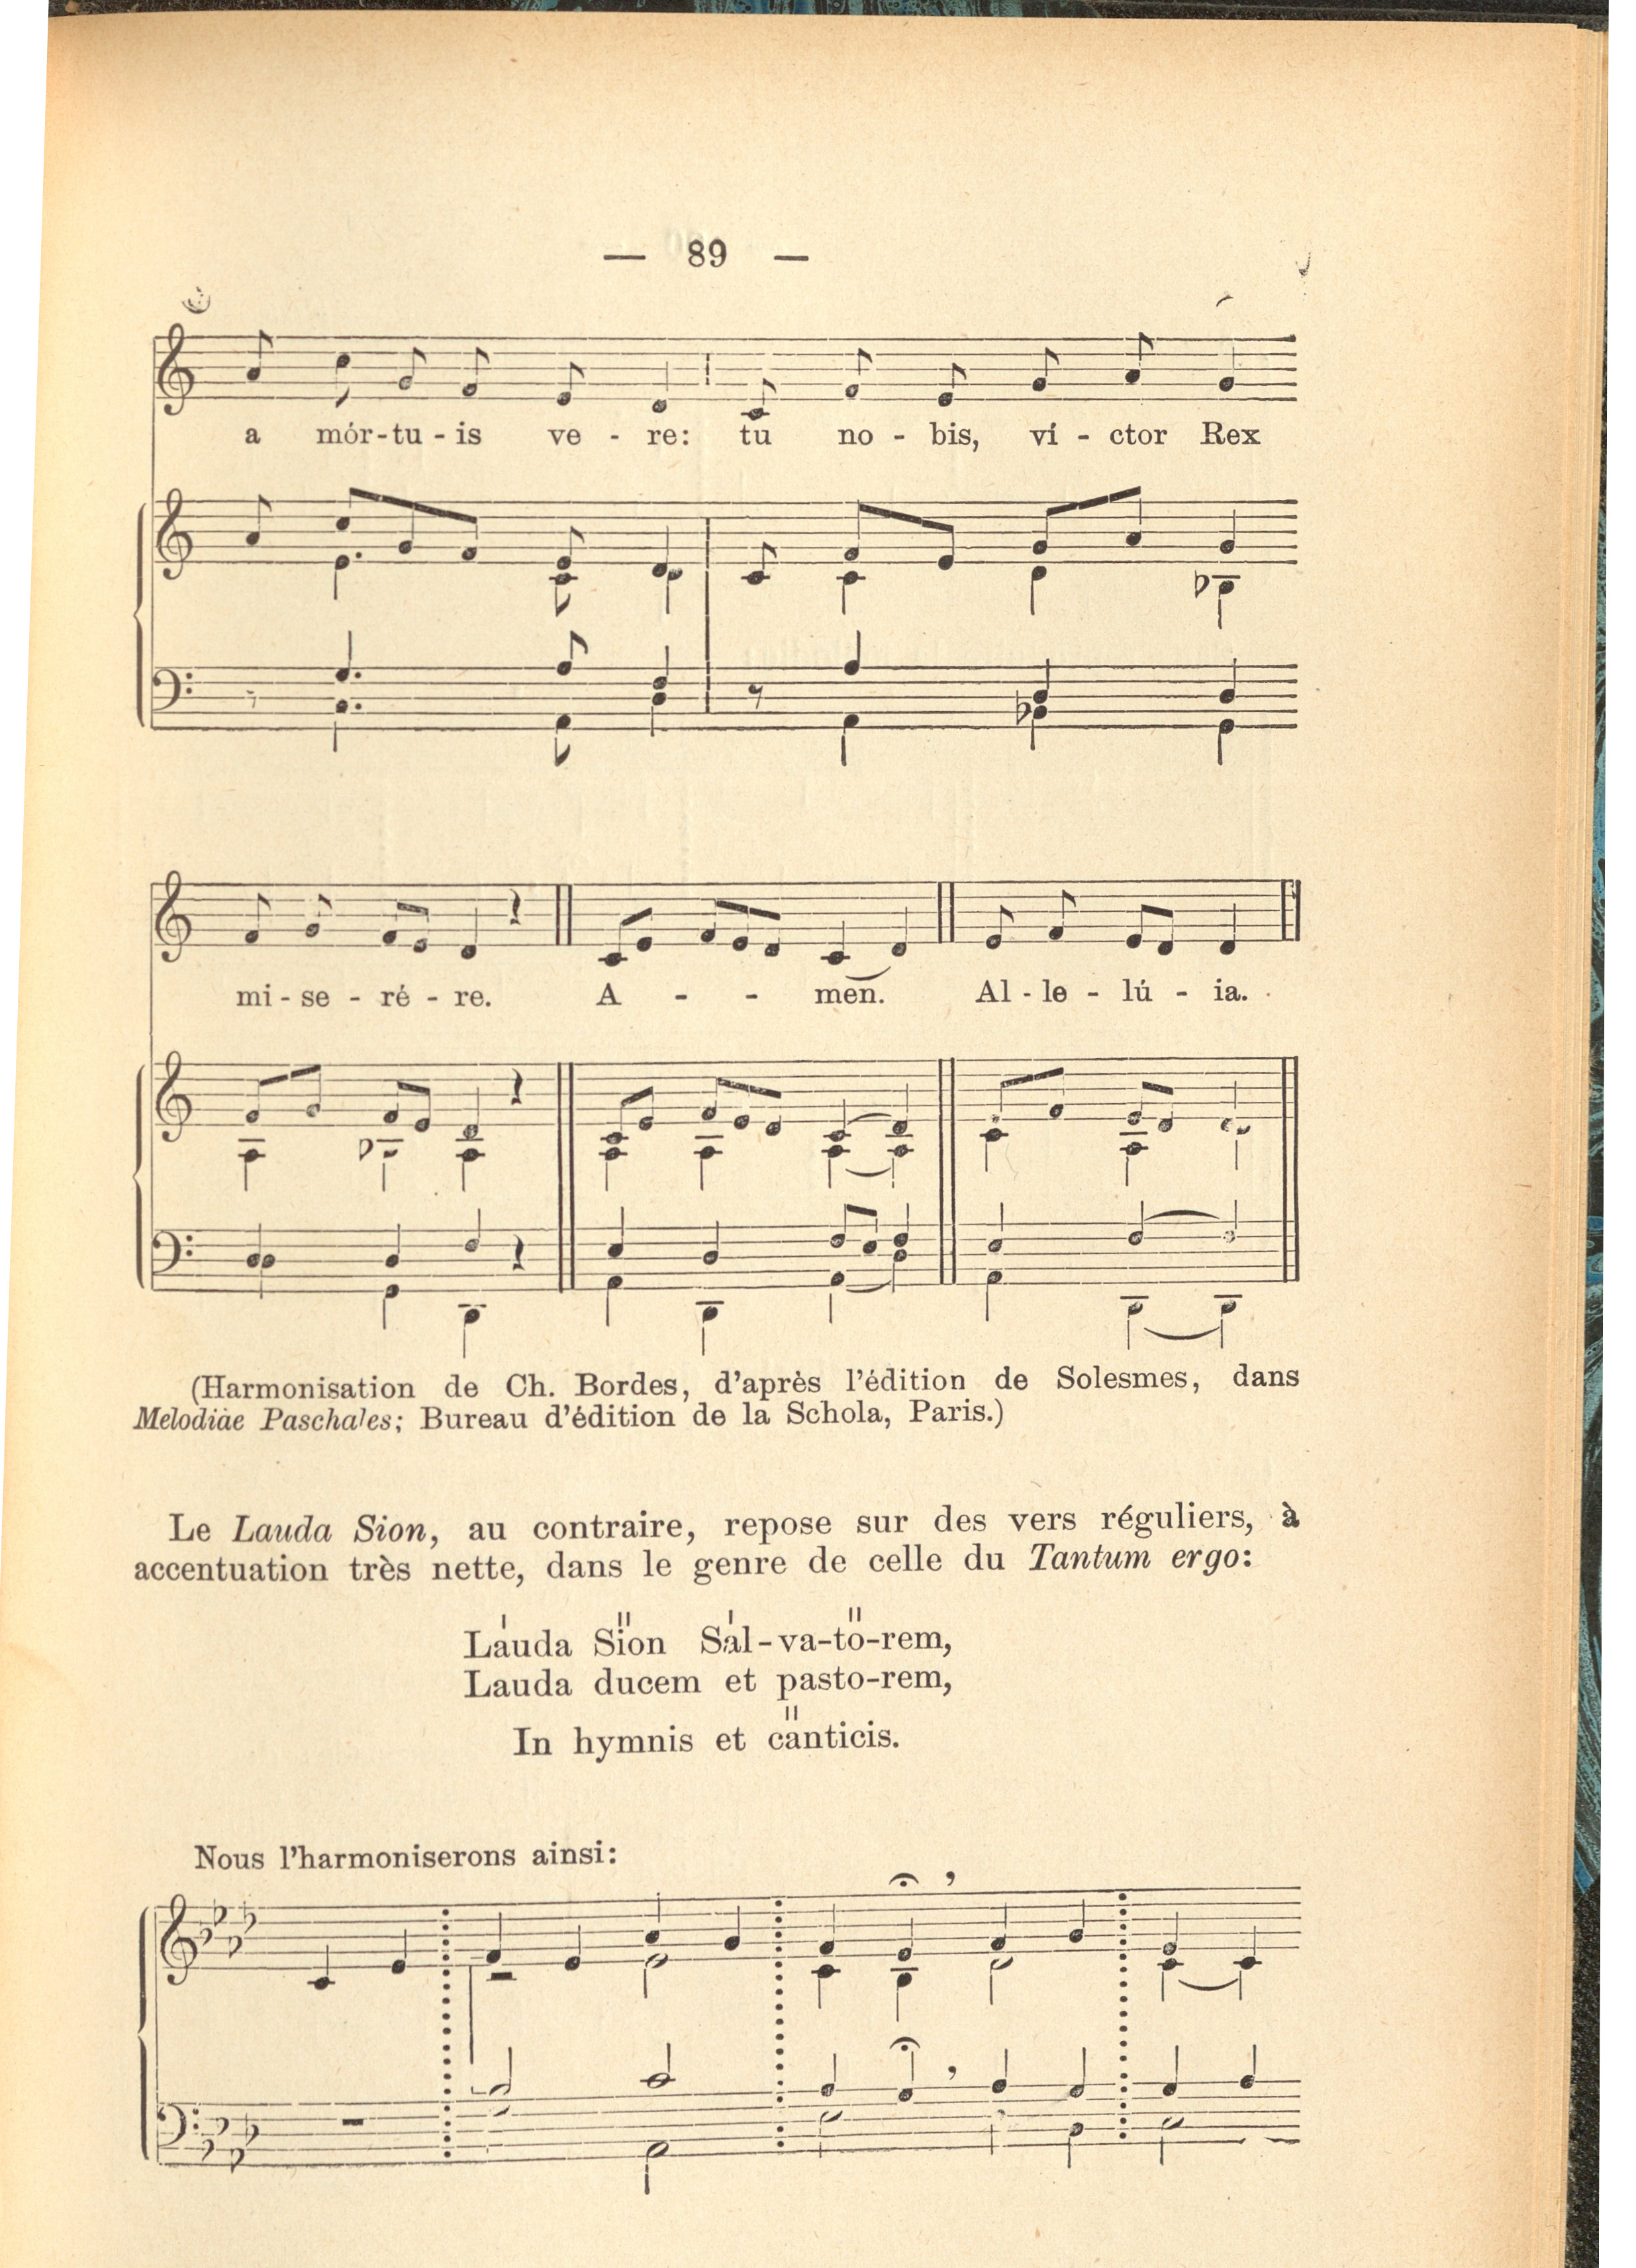 — 89 —
a mór-tu-is ve-re: tu no-bis, ví-ctor Rex
mi-se-ré-re. A--men. Al-le-lú-ia.
(Harmonisation de Ch. Bordes, d'après l'édition de Solesmes, dans
Melodiæ Paschales; Bureau d'édition de la Schola, Paris.)
Le Lauda Sion, au contraire, repose sur des vers réguliers, à
accentuation très nette, dans le genre de celle du Tantum ergo:
Lauda Sion Sal-va-to-rem,
Lauda ducem et pasto-rem,
In hymnis et canticis.
Nous l'harmoniserons ainsi: